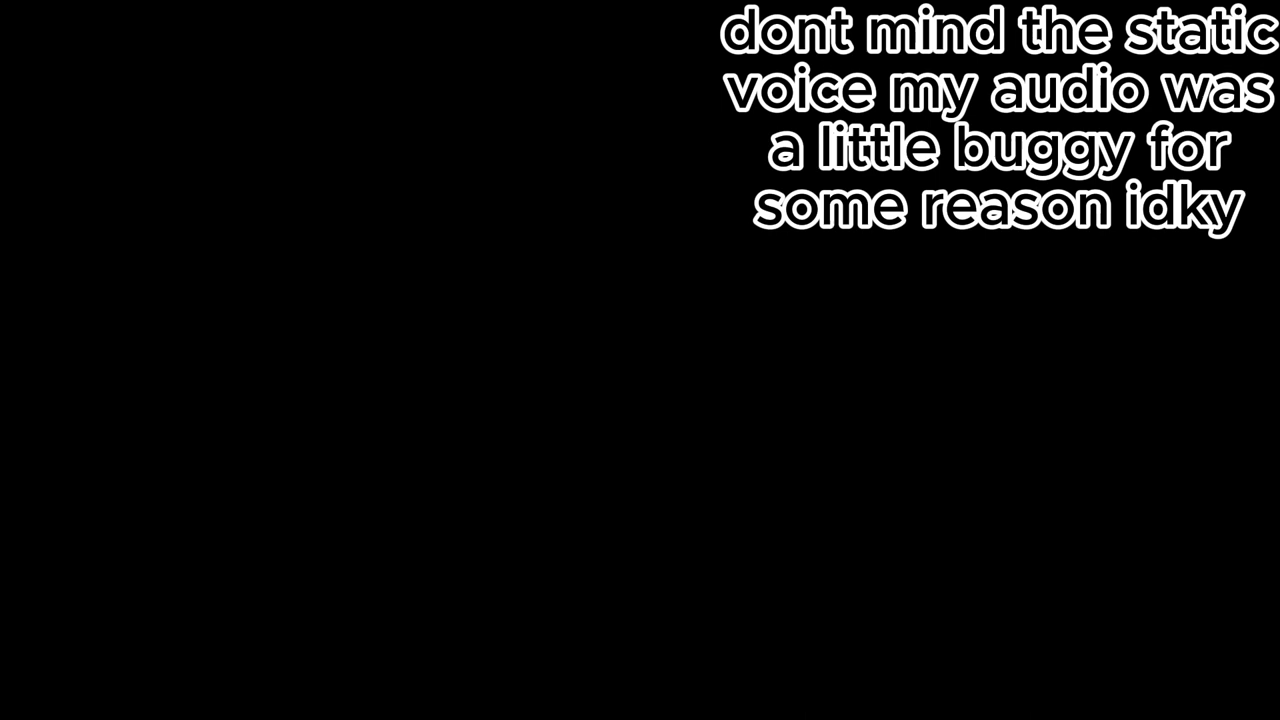 dont mind the static
voice my audio was
a little buggy for
some reason idky